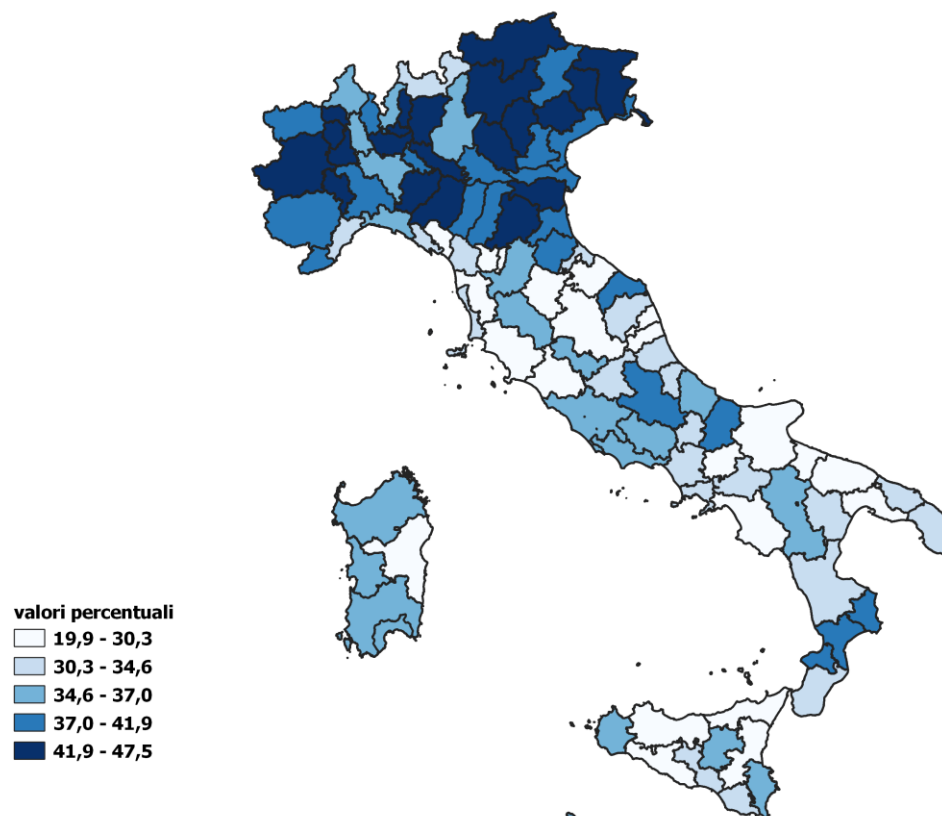 valori percentuali
19,9 - 30,3
30,3 - 34,6
34,6 - 37,0
37,0 - 41,9
41,9 - 47,5